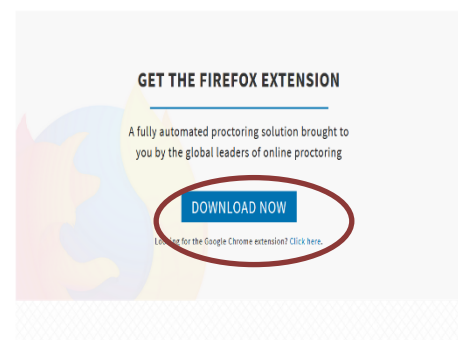 GET THE FIREFOX EXTENSION
A fully automated proctoring solution brought to
you by the global leaders of online proctoring
DOWNLOAD NOW
Looking for the Google Chrome extension? Click here.